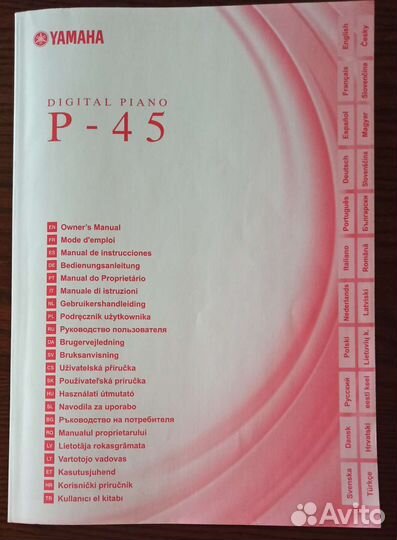 YAMAHA
DIGITAL PIANO
P-45
EN Owner's Manual
FR Mode d'emploi
ES Manual de instrucciones
DE Bedienungsanleitung
PT Manual do Proprietário
IT Manuale di istruzioni
NL Gebruikershandleiding
PL Podręcznik użytkownika
RU Руководство пользователя
DA Brugervejledning
SV Bruksanvisning
CS Uživatelská příručka
SK Používateľská príručka
HU Használati útmutató
SL Navodila za uporabo
BG Ръководство на потребителя
RO Manualul proprietarului
LV Lietotāja rokasgrāmata
LT Vartotojo vadovas
ET Kasutusjuhend
HR Korisnički priručnik
TR Kullanıcı el kitabı
English
Français
Español
Deutsch
Português
Italiano
Nederlands
Polski
Русский
Dansk
Svenska
Česky
Slovenčina
Magyar
Slovenščina
Български
Română
Latviski
Lietuvių k.
eesti keel
Hrvatski
Türkçe
Avito